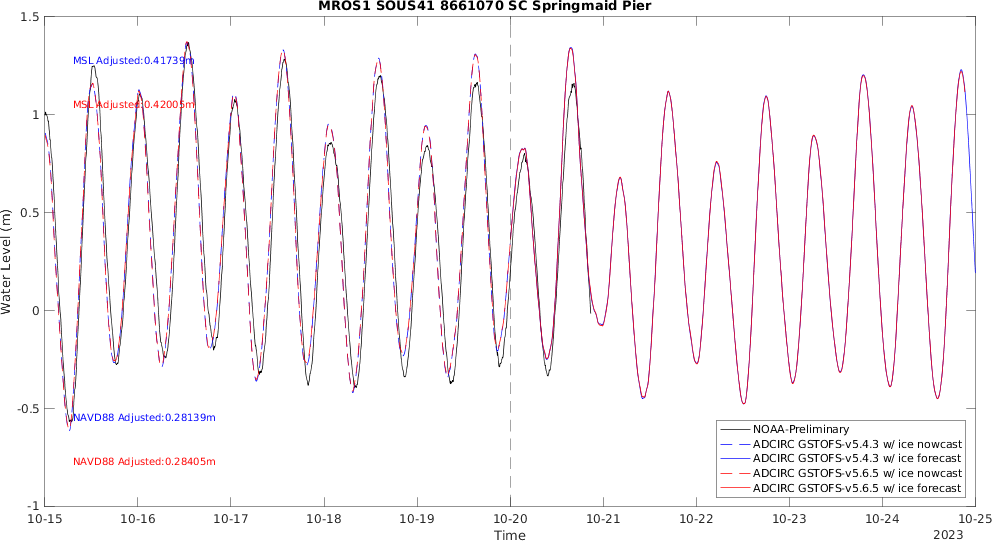 MROS1 SOUS41 8661070 SC Springmaid Pier
1.5
1
0.5
0
-0.5
-1
Water Level (m)
MSL Adjusted:0.41739m
MSL Adjusted:0.42005m
NAVD88 Adjusted:0.28139m
NAVD88 Adjusted:0.28405m
NOAA-Preliminary
ADCIRC GSTOFS-v5.4.3 w/ ice nowcast
ADCIRC GSTOFS-v5.4.3 w/ ice forecast
ADCIRC GSTOFS-v5.6.5 w/ ice nowcast
ADCIRC GSTOFS-v5.6.5 w/ ice forecast
10-15 10-16 10-17 10-18 10-19 10-20 10-21 10-22 10-23 10-24 10-25
Time
2023